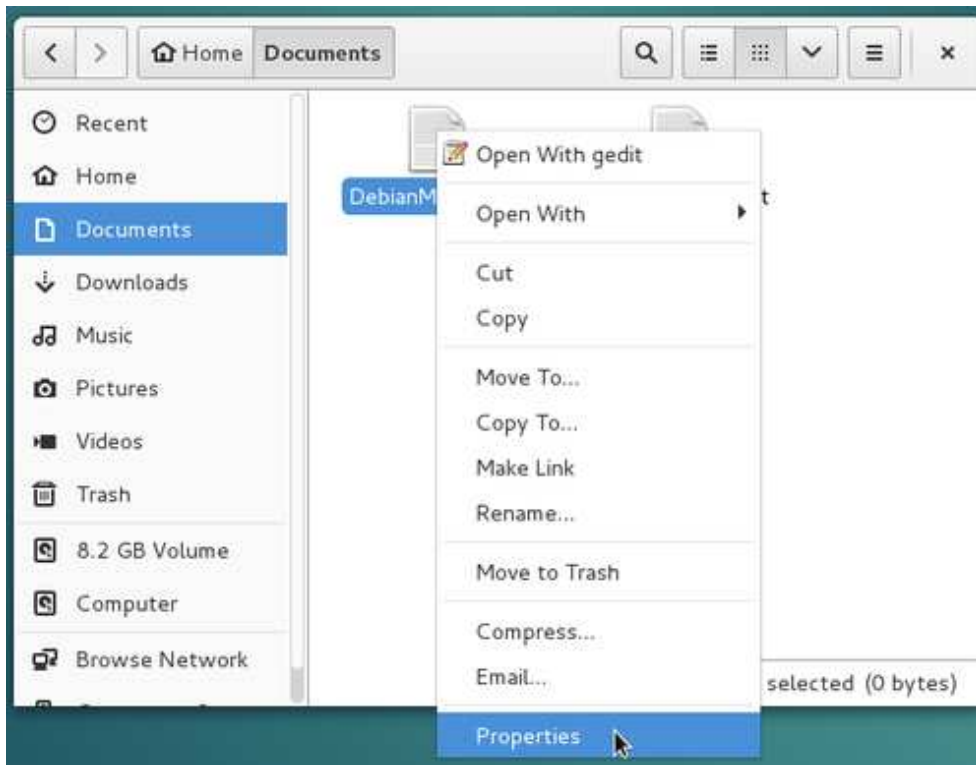 Home Documents
Recent
Home
Documents
Downloads
Music
Pictures
Videos
Trash
8.2 GB Volume
Computer
Browse Network
DebianM
t
Open With gedit
Open With
Cut
Copy
Move To...
Copy To...
Make Link
Rename...
Move to Trash
Compress...
Email...
Properties
selected (0 bytes)